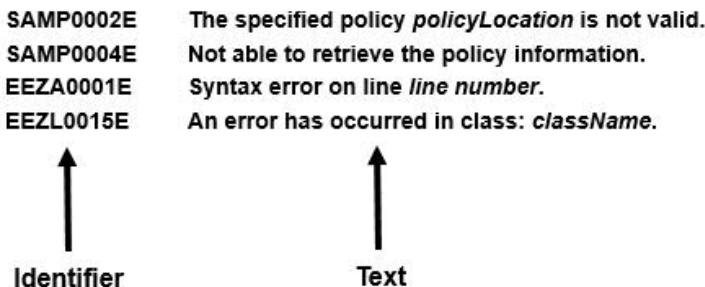 SAMP0002E The specified policy policyLocation is not valid.
SAMP0004E Not able to retrieve the policy information.
EEZA0001E Syntax error on line line number.
EEZL0015E An error has occurred in class: className.
Identifier Text